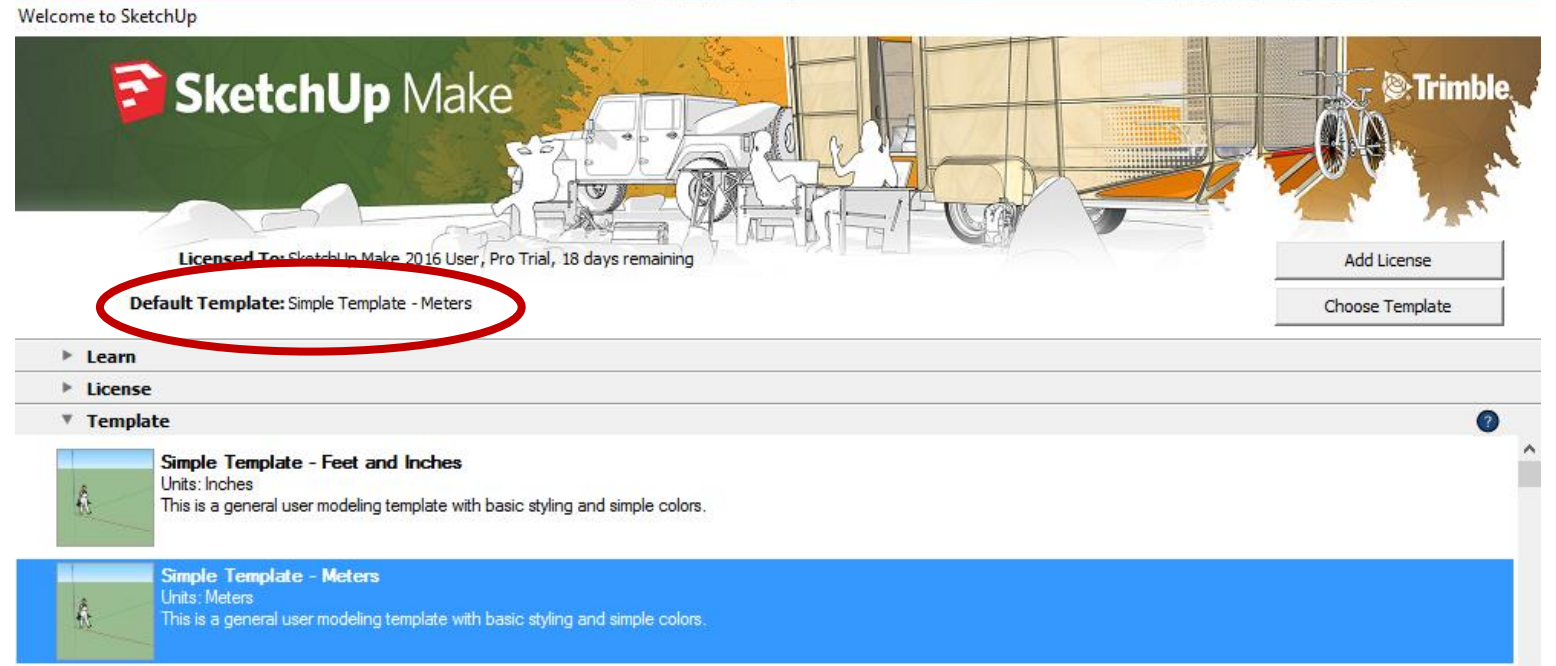 Welcome to SketchUp
SketchUp Make
Trimble
Licensed To: SketchUp Make 2016 User, Pro Trial, 18 days remaining
Add License
Default Template: Simple Template - Meters
Choose Template
Learn
License
Template
?
Simple Template - Feet and Inches
Units: Inches
This is a general user modeling template with basic styling and simple colors.
Simple Template - Meters
Units: Meters
This is a general user modeling template with basic styling and simple colors.